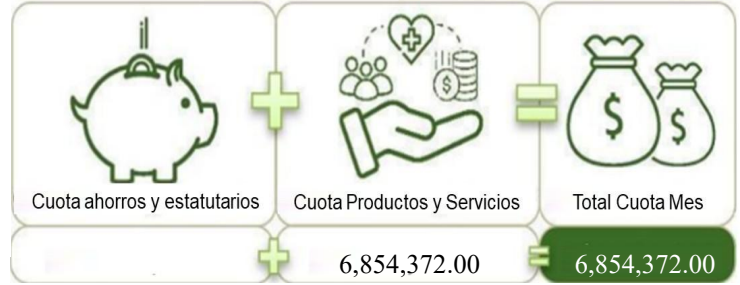 Cuota ahorros y estatutarios
Cuota Productos y Servicios
Total Cuota Mes
6,854,372.00
6,854,372.00